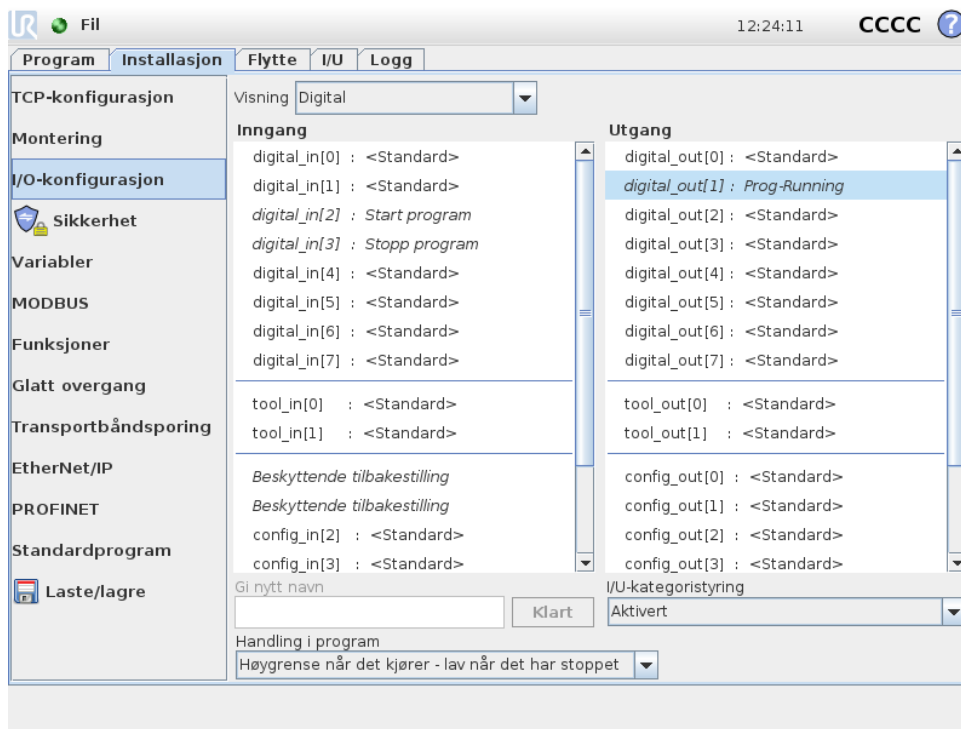 UR Fil 12:24:11 CCCC ?
Program Installasjon Flytte I/U Logg
TCP-konfigurasjon
Montering
I/O-konfigurasjon
Sikkerhet
Variabler
MODBUS
Funksjoner
Glatt overgang
Transportbåndsporing
EtherNet/IP
PROFINET
Standardprogram
Laste/lagre
Visning Digital
Inngang
digital_in[0] : <Standard>
digital_in[1] : <Standard>
digital_in[2] : Start program
digital_in[3] : Stopp program
digital_in[4] : <Standard>
digital_in[5] : <Standard>
digital_in[6] : <Standard>
digital_in[7] : <Standard>
tool_in[0] : <Standard>
tool_in[1] : <Standard>
Beskyttende tilbakestilling
Beskyttende tilbakestilling
config_in[2] : <Standard>
config_in[3] : <Standard>
Utgang
digital_out[0] : <Standard>
digital_out[1] : Prog-Running
digital_out[2] : <Standard>
digital_out[3] : <Standard>
digital_out[4] : <Standard>
digital_out[5] : <Standard>
digital_out[6] : <Standard>
digital_out[7] : <Standard>
tool_out[0] : <Standard>
tool_out[1] : <Standard>
config_out[0] : <Standard>
config_out[1] : <Standard>
config_out[2] : <Standard>
config_out[3] : <Standard>
Gi nytt navn
Klart
I/U-kategoristyring
Aktivert
Handling i program
Høygrense når det kjører - lav når det har stoppet